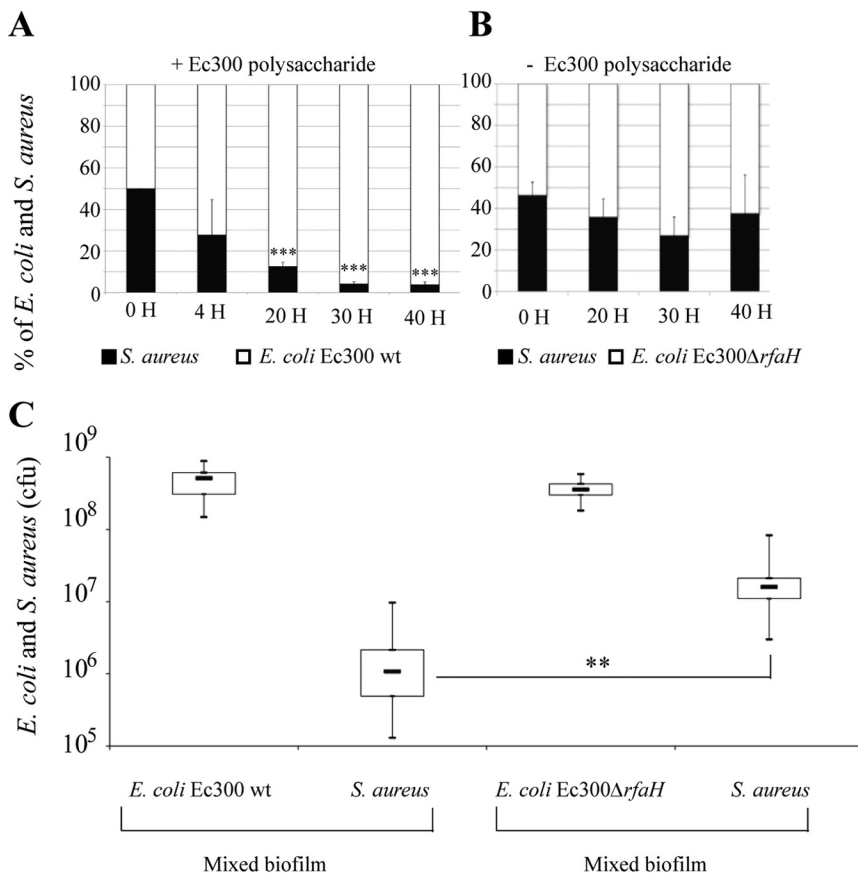 A
+ Ec300 polysaccharide
% of E. coli and S. aureus
100
80
60
40
20
0
***
***
***
0 H 4 H 20 H 30 H 40 H
S. aureus E. coli Ec300 wt
B
- Ec300 polysaccharide
100
80
60
40
20
0
0 H 20 H 30 H 40 H
S. aureus E. coli Ec300ΔrfaH
C
E. coli and S. aureus (cfu)
10⁹
10⁸
10⁷
10⁶
10⁵
**
E. coli Ec300 wt S. aureus E. coli Ec300ΔrfaH S. aureus
Mixed biofilm Mixed biofilm